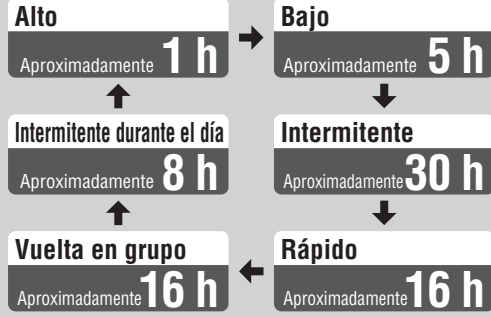 Alto
Aproximadamente 1 h
Bajo
Aproximadamente 5 h
Intermitente
Aproximadamente 30 h
Rápido
Aproximadamente 16 h
Vuelta en grupo
Aproximadamente 16 h
Intermitente durante el día
Aproximadamente 8 h